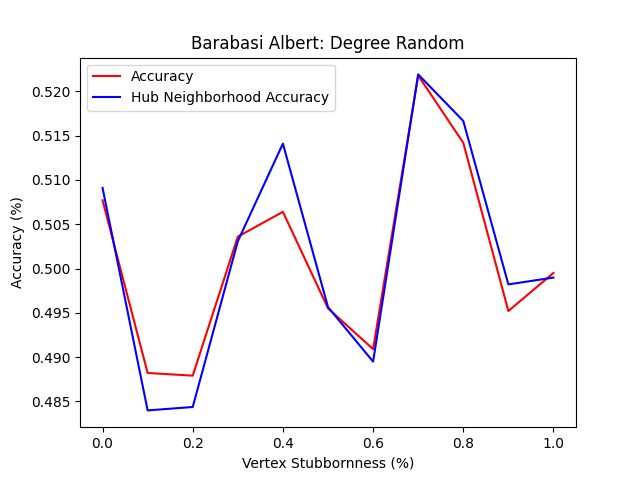 Barabasi Albert: Degree Random
Accuracy
Hub Neighborhood Accuracy
Accuracy (%)
0.520
0.515
0.510
0.505
0.500
0.495
0.490
0.485
0.0 0.2 0.4 0.6 0.8 1.0
Vertex Stubbornness (%)